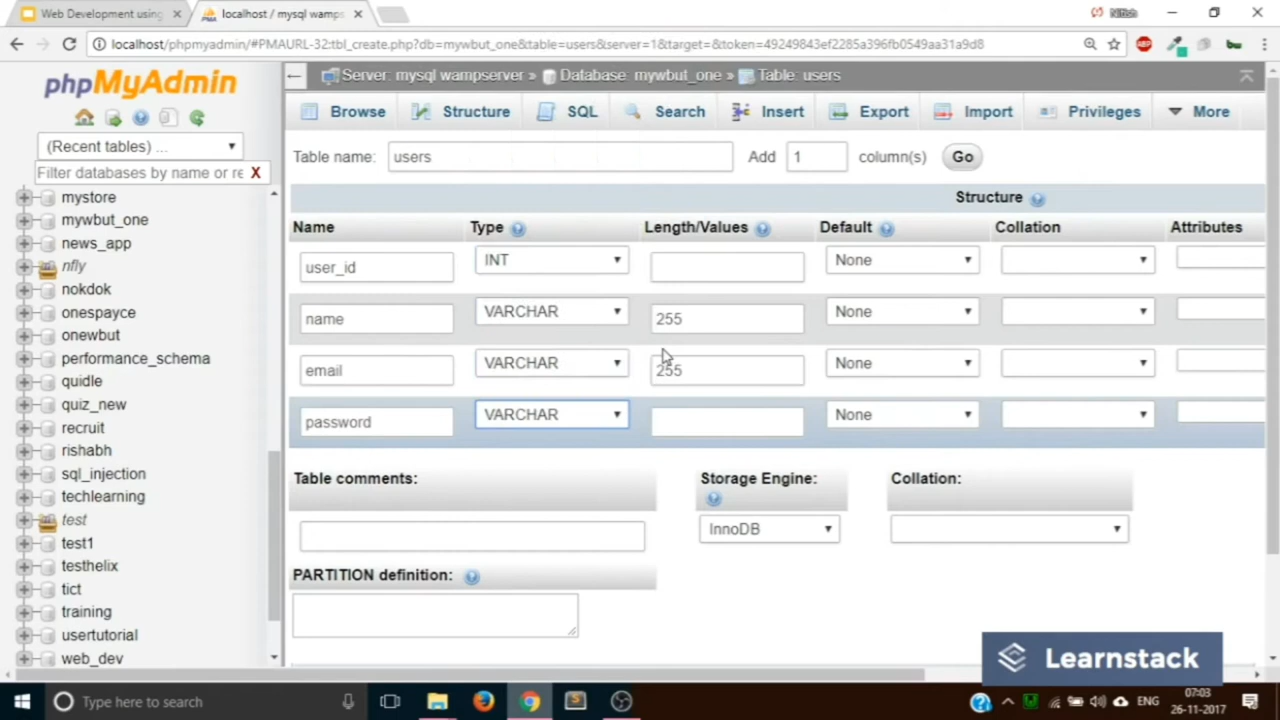 Web Development using
localhost / mysql wamps
Nitish
localhost/phpmyadmin/#PMAURL-32:tbl_create.php?db=mywbut_one&table=users&server=1&target=&token=49249843ef2285a396fb0549aa31a9d8
phpMyAdmin
(Recent tables) ...
Filter databases by name or re X
mystore
mywbut_one
news_app
nfly
nokdok
onespayce
onewbut
performance_schema
quidle
quiz_new
recruit
rishabh
sql_injection
techlearning
test
test1
testhelix
tict
training
usertutorial
web_dev
Server: mysql wampserver » Database: mywbut_one » Table: users
Browse Structure SQL Search Insert Export Import Privileges More
Table name: users Add 1 column(s) Go
Structure
Name Type Length/Values Default Collation Attributes
user_id INT None
name VARCHAR 255 None
email VARCHAR 255 None
password VARCHAR None
Table comments: Storage Engine: Collation:
InnoDB
PARTITION definition:
Learnstack
Type here to search
ENG
07:03
26-11-2017